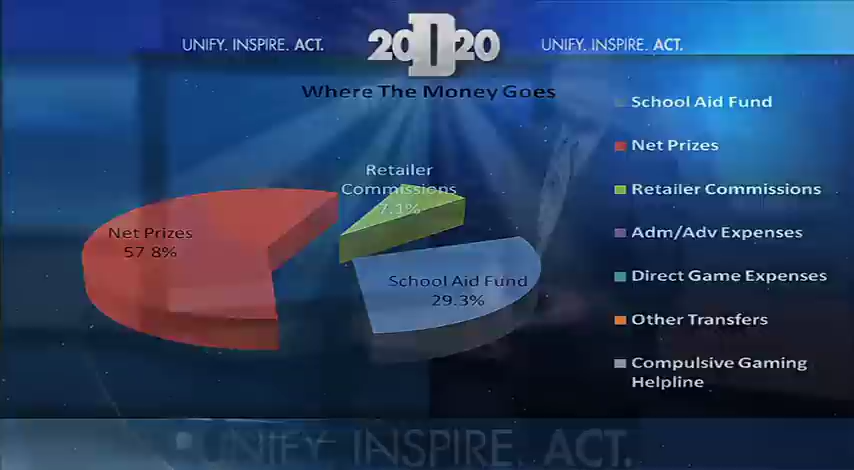 UNIFY. INSPIRE. ACT.
20D20
UNIFY. INSPIRE. ACT.
Where The Money Goes
School Aid Fund
Net Prizes
Retailer Commissions
Adm/Adv Expenses
Direct Game Expenses
Other Transfers
Compulsive Gaming
Helpline
Retailer
Commissions
7.1%
Net Prizes
57.8%
School Aid Fund
29.3%
UNIFY. INSPIRE. ACT.